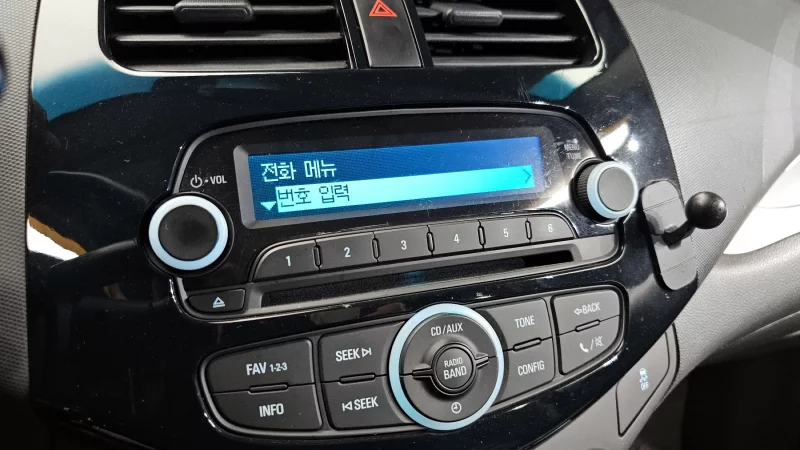 전화 메뉴
번호 입력
VOL
MENU
TUNE
1 2 3 4 5 6
CD/AUX
TONE
BACK
FAV 1-2-3
SEEK
RADIO
BAND
CONFIG
INFO
SEEK
OFF